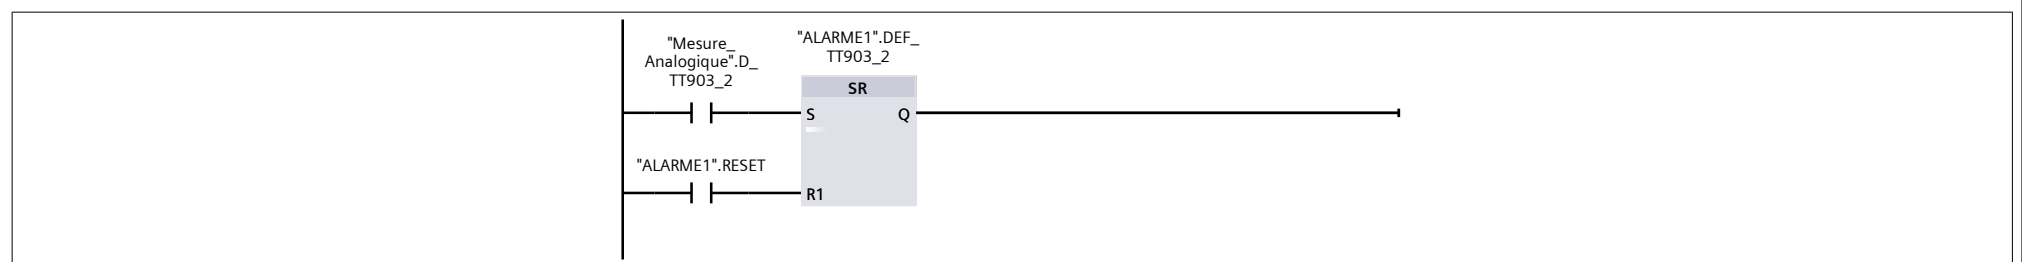 "Mesure_
Analogique".D_
TT903_2
"ALARME1".DEF_
TT903_2
SR
S
Q
"ALARME1".RESET
R1